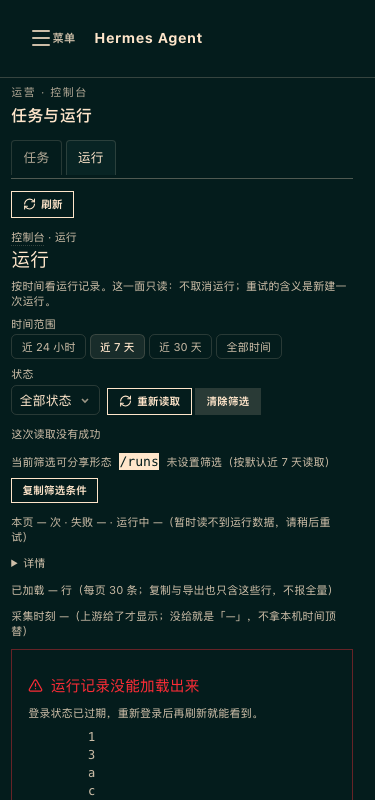 菜单 Hermes Agent
运营 · 控制台
任务与运行
任务 运行
刷新
控制台 · 运行
运行
按时间看运行记录。这一面只读：不取消运行；重试的含义是新建一
次运行。
时间范围
近 24 小时 近 7 天 近 30 天 全部时间
状态
全部状态 重新读取 清除筛选
这次读取没有成功
当前筛选可分享形态 /runs 未设置筛选（按默认近 7 天读取）
复制筛选条件
本页 — 次 · 失败 — · 运行中 —（暂时读不到运行数据，请稍后重
试）
▶ 详情
已加载 — 行（每页 30 条；复制与导出也只含这些行，不报全量）
采集时刻 —（上游给了才显示；没给就是「—」，不拿本机时间顶
替）
运行记录没能加载出来
登录状态已过期，重新登录后再刷新就能看到。
1
3
a
c